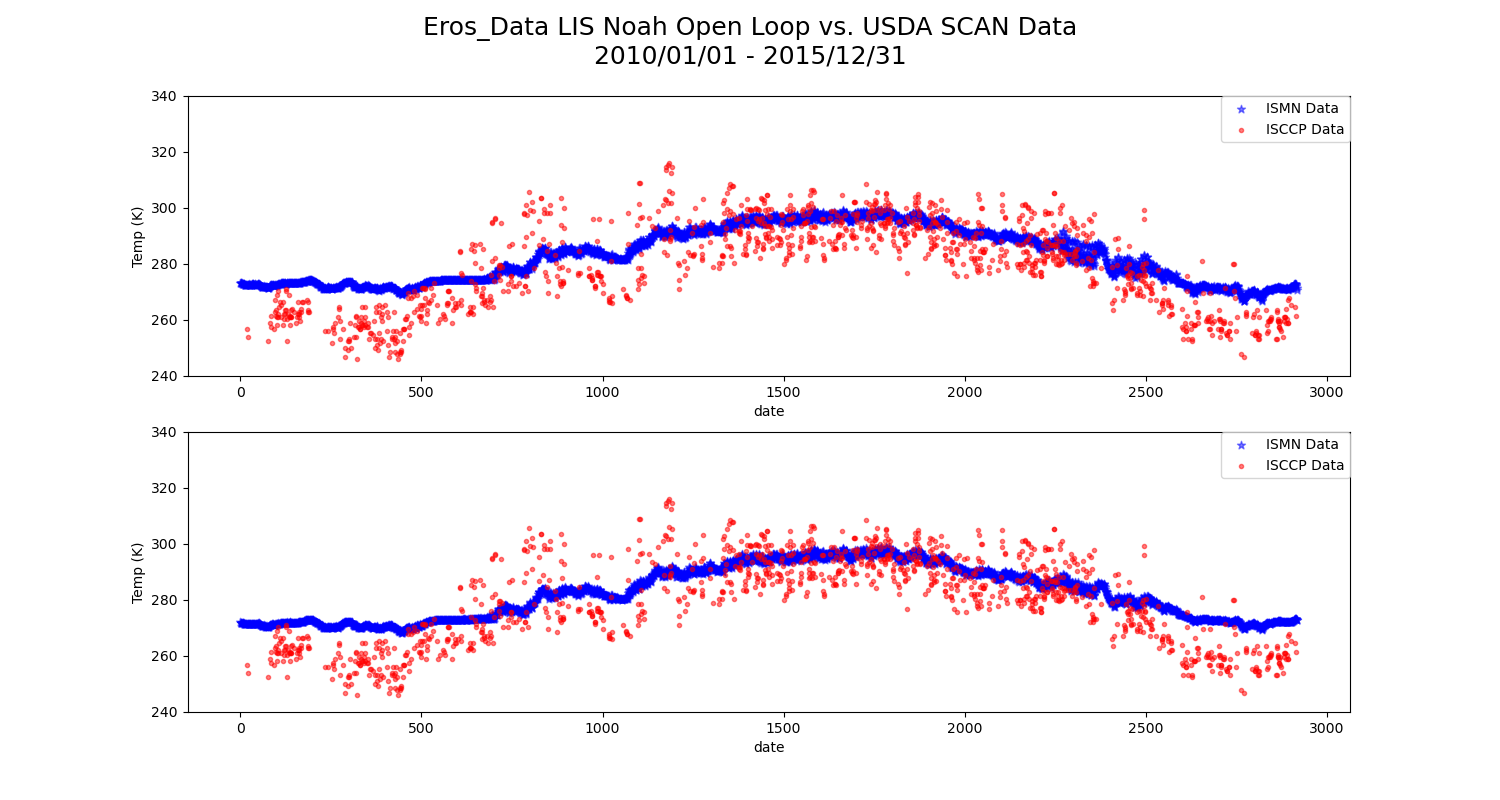 Eros_Data LIS Noah Open Loop vs. USDA SCAN Data
2010/01/01 - 2015/12/31
340
320
300
280
260
240
Temp (K)
ISMN Data
ISCCP Data
0 500 1000 1500 2000 2500 3000
date
340
320
300
280
260
240
Temp (K)
ISMN Data
ISCCP Data
0 500 1000 1500 2000 2500 3000
date